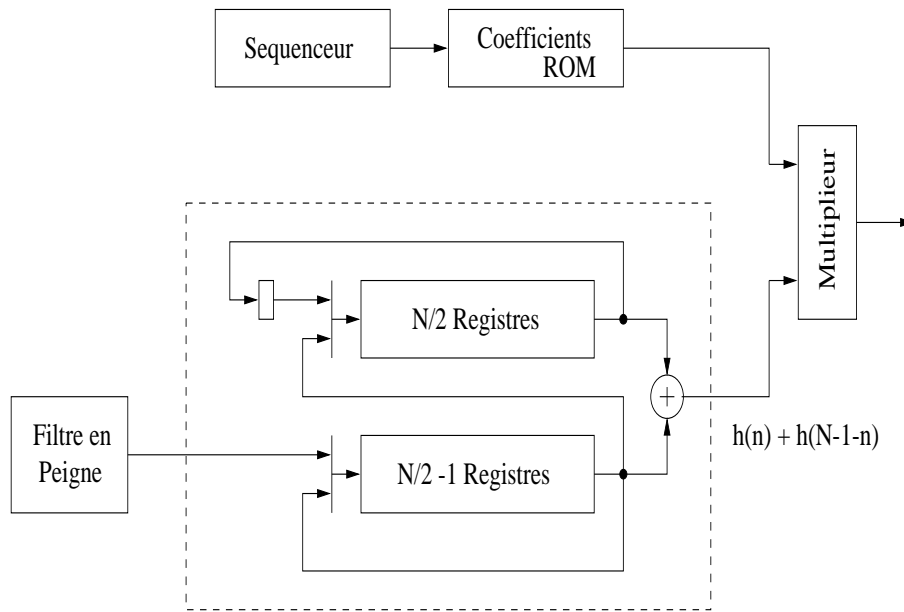 Sequenceur
Coefficients
ROM
Multiplieur
N/2 Registres
+
h(n) + h(N-1-n)
Filtre en
Peigne
N/2 -1 Registres